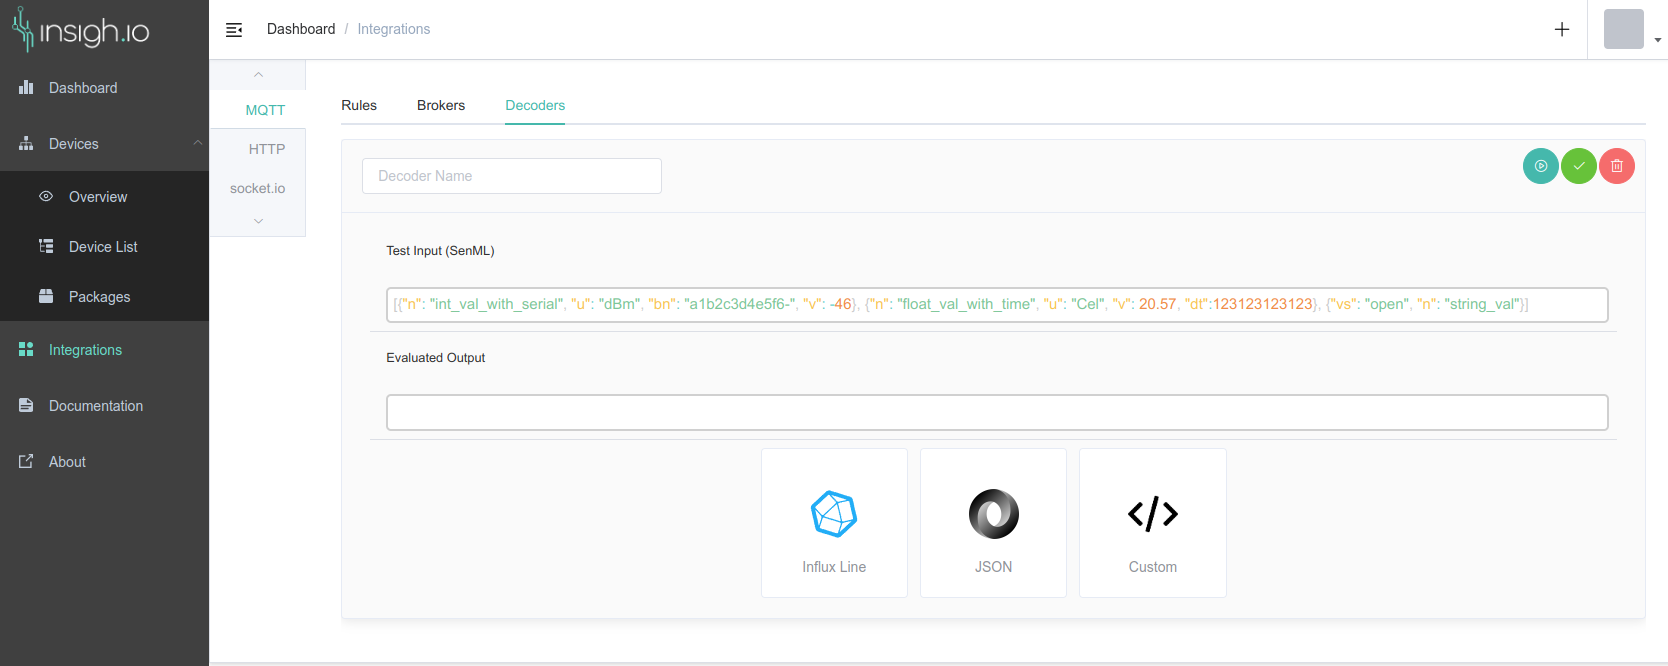 insigh.io
Dashboard / Integrations
Dashboard
Devices
Overview
Device List
Packages
Integrations
Documentation
About
MQTT
HTTP
socket.io
Rules Brokers Decoders
Decoder Name
Test Input (SenML)
[{"n": "int_val_with_serial", "u": "dBm", "bn": "a1b2c3d4e5f6-", "v": -46}, {"n": "float_val_with_time", "u": "Cel", "v": 20.57, "dt":123123123123}, {"vs": "open", "n": "string_val"}]
Evaluated Output
Influx Line
JSON
Custom